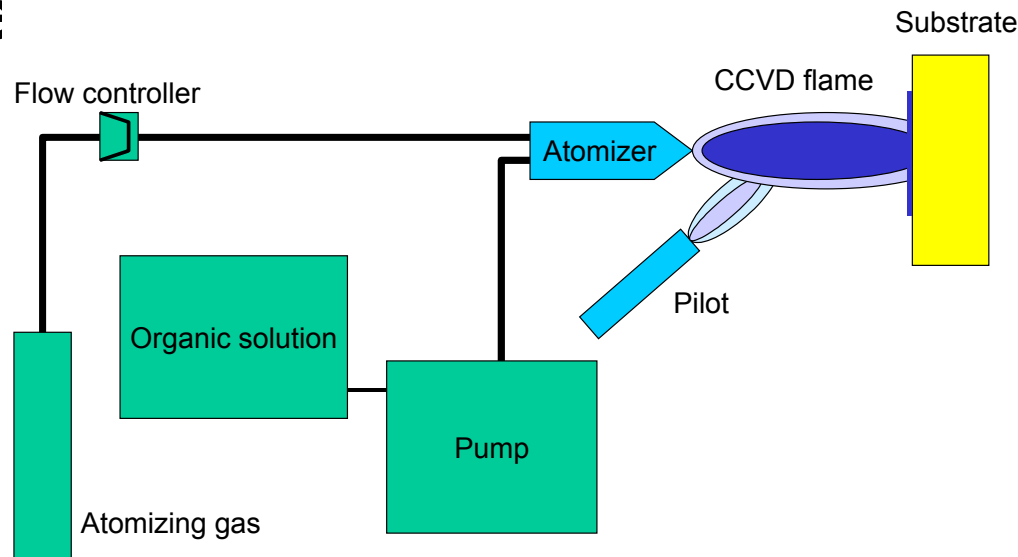 Substrate
CCVD flame
Flow controller
Atomizer
Pilot
Organic solution
Pump
Atomizing gas